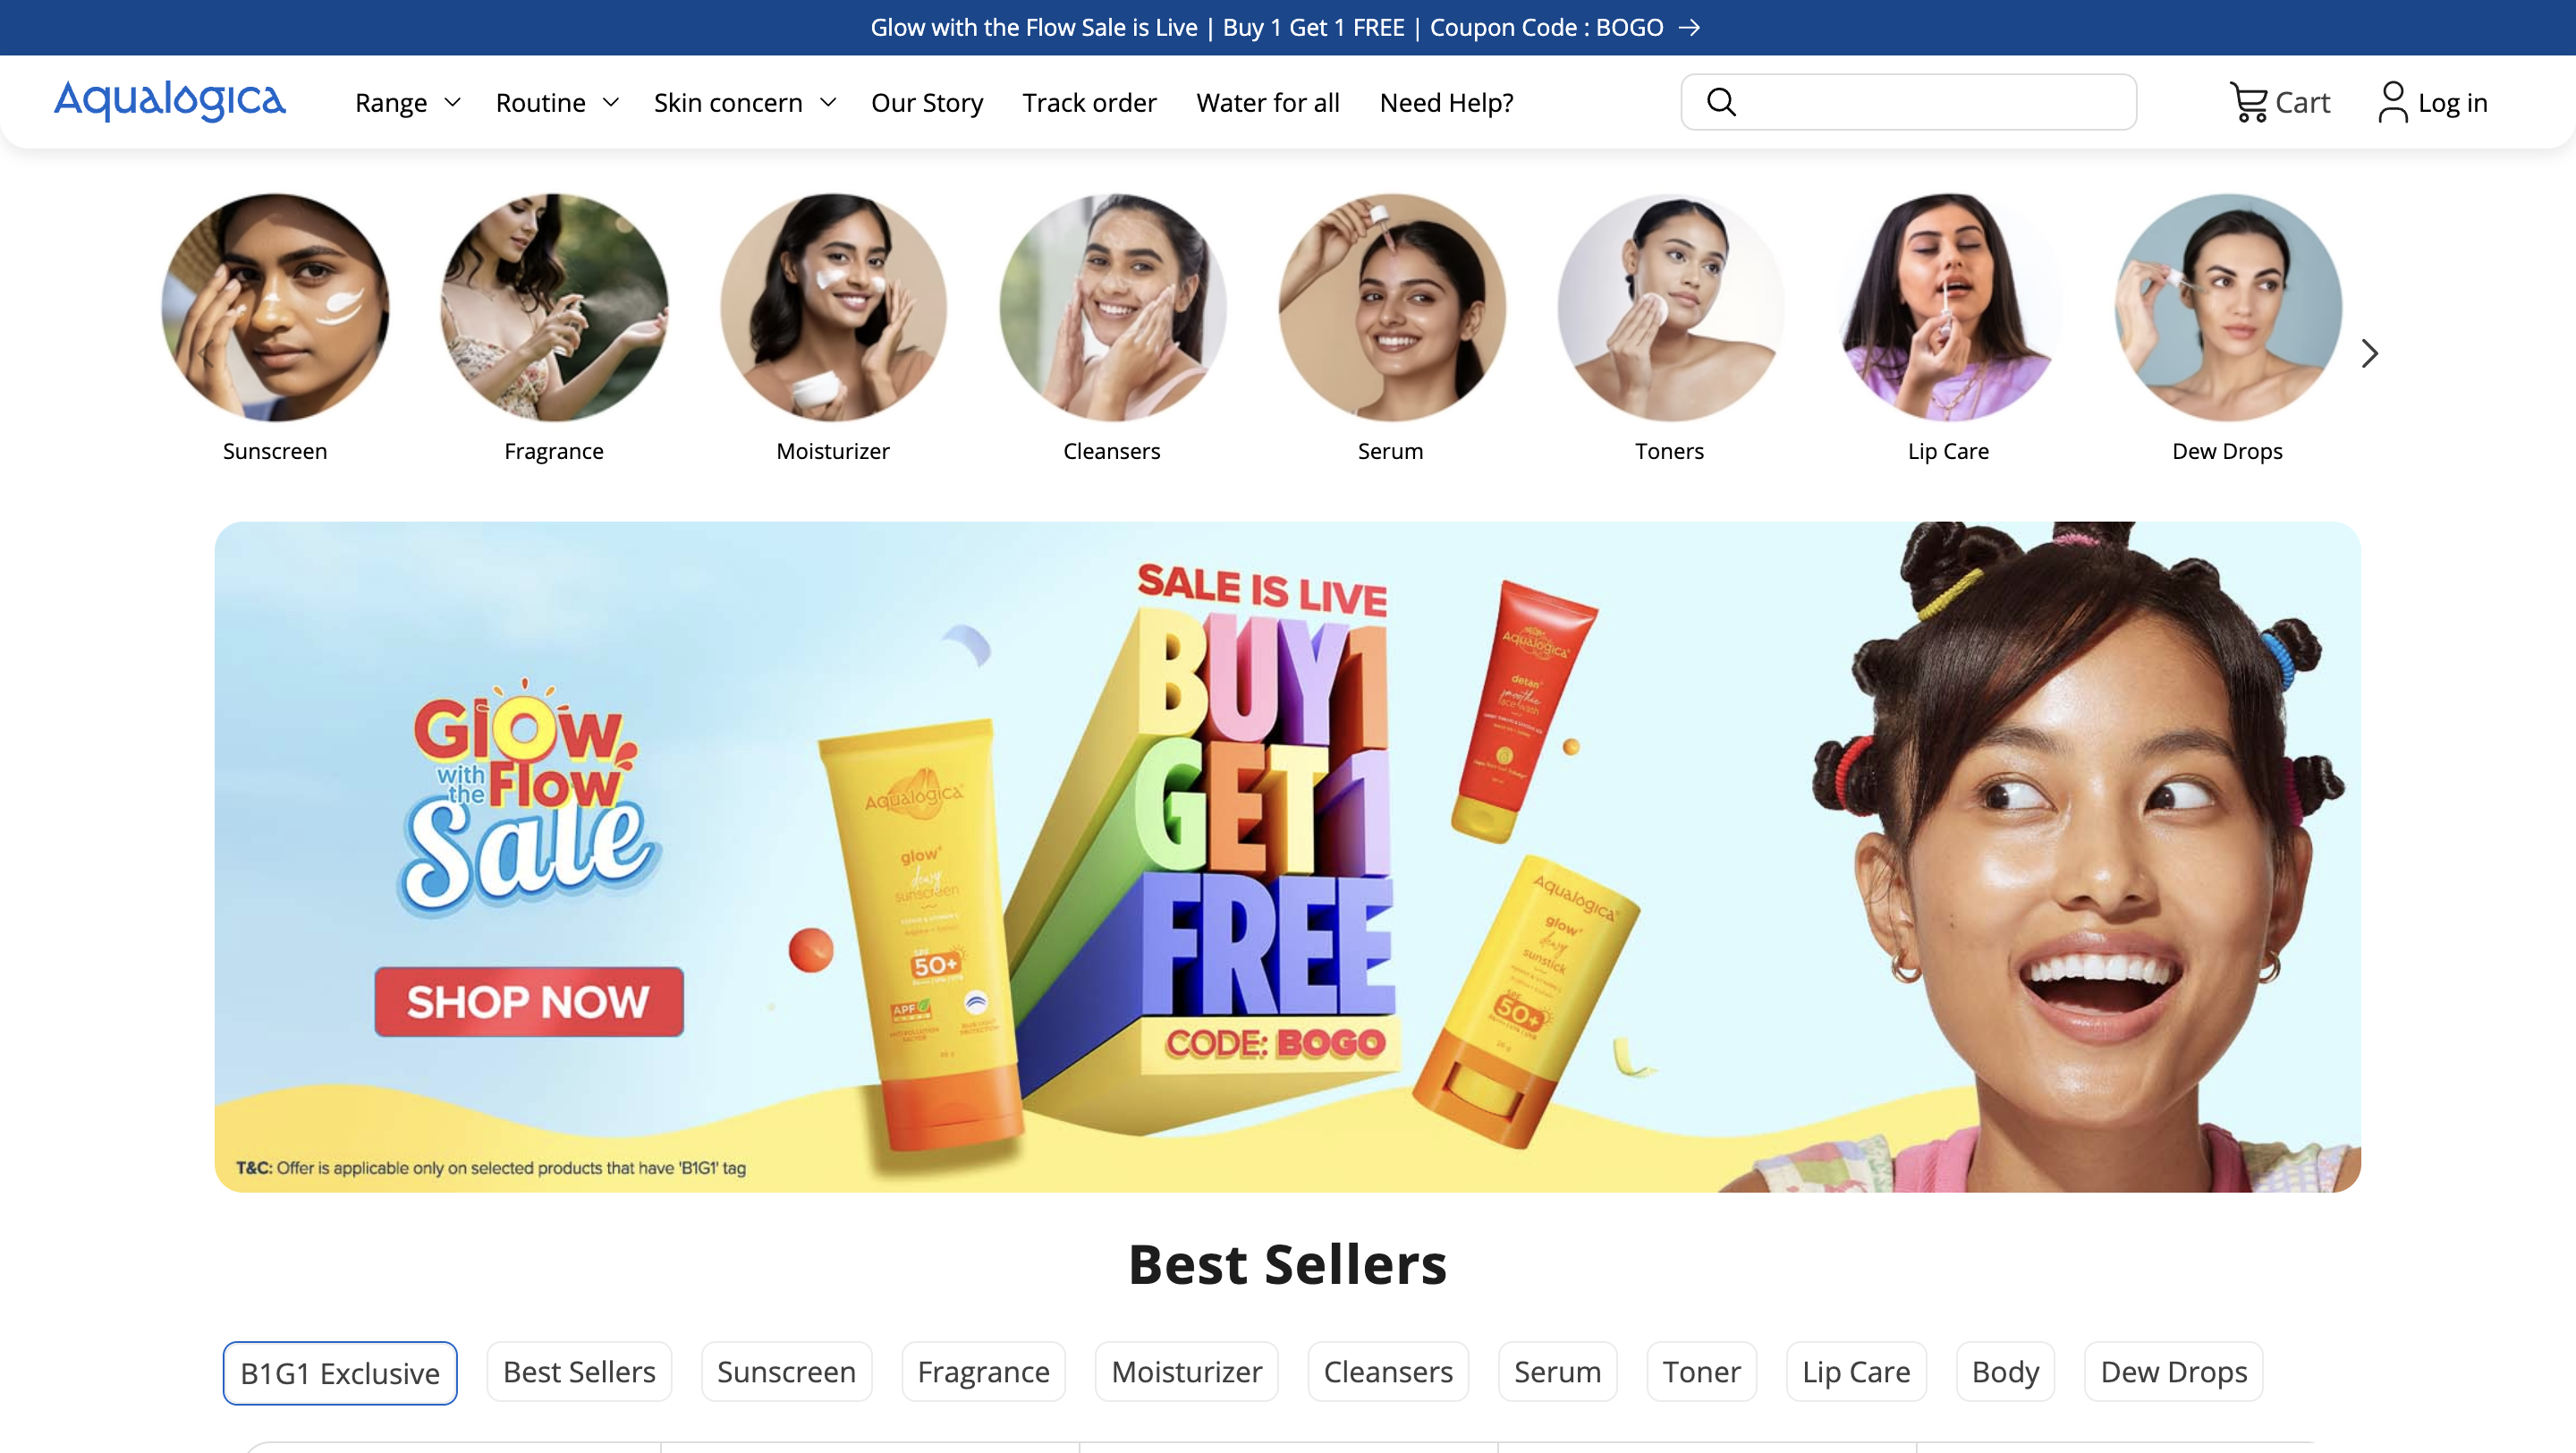 Glow with the Flow Sale is Live | Buy 1 Get 1 FREE | Coupon Code : BOGO →
Aqualogica
Range
Routine
Skin concern
Our Story
Track order
Water for all
Need Help?
Cart
Log in
Sunscreen
Fragrance
Moisturizer
Cleansers
Serum
Toners
Lip Care
Dew Drops
Glow
with the Flow
Sale
SHOP NOW
T&C: Offer is applicable only on selected products that have 'B1G1' tag
Aqualogica
glow+
dewy
sunscreen
SPF
50+
APF
80 g
SALE IS LIVE
BUY 1
GET 1
FREE
CODE: BOGO
Aqualogica
detan+
smoothie
face wash
Aqualogica
glow+
dewy
sunstick
SPF
50+
Best Sellers
B1G1 Exclusive
Best Sellers
Sunscreen
Fragrance
Moisturizer
Cleansers
Serum
Toner
Lip Care
Body
Dew Drops